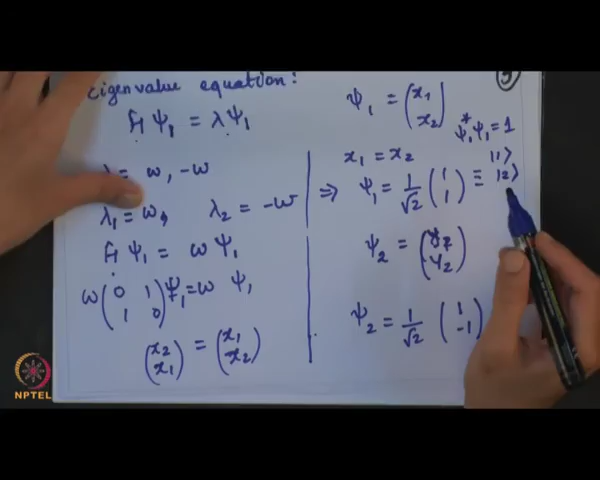 eigenvalue equation:
H ψ₁ = λψ₁
λ = ω, -ω
λ₁ = ω, λ₂ = -ω
H ψ₁ = ω ψ₁
ω (0 1
1 0) ψ₁ = ω ψ₁
(x₂
x₁) = (x₁
x₂)
9
ψ₁ = (x₁
x₂)
ψ₁* ψ₁ = 1
x₁ = x₂
⇒ ψ₁ = 1/√2 (1
1) ≡ |1>
|2>
ψ₂ = (y₁
y₂)
ψ₂ = 1/√2 (1
-1)
NPTEL